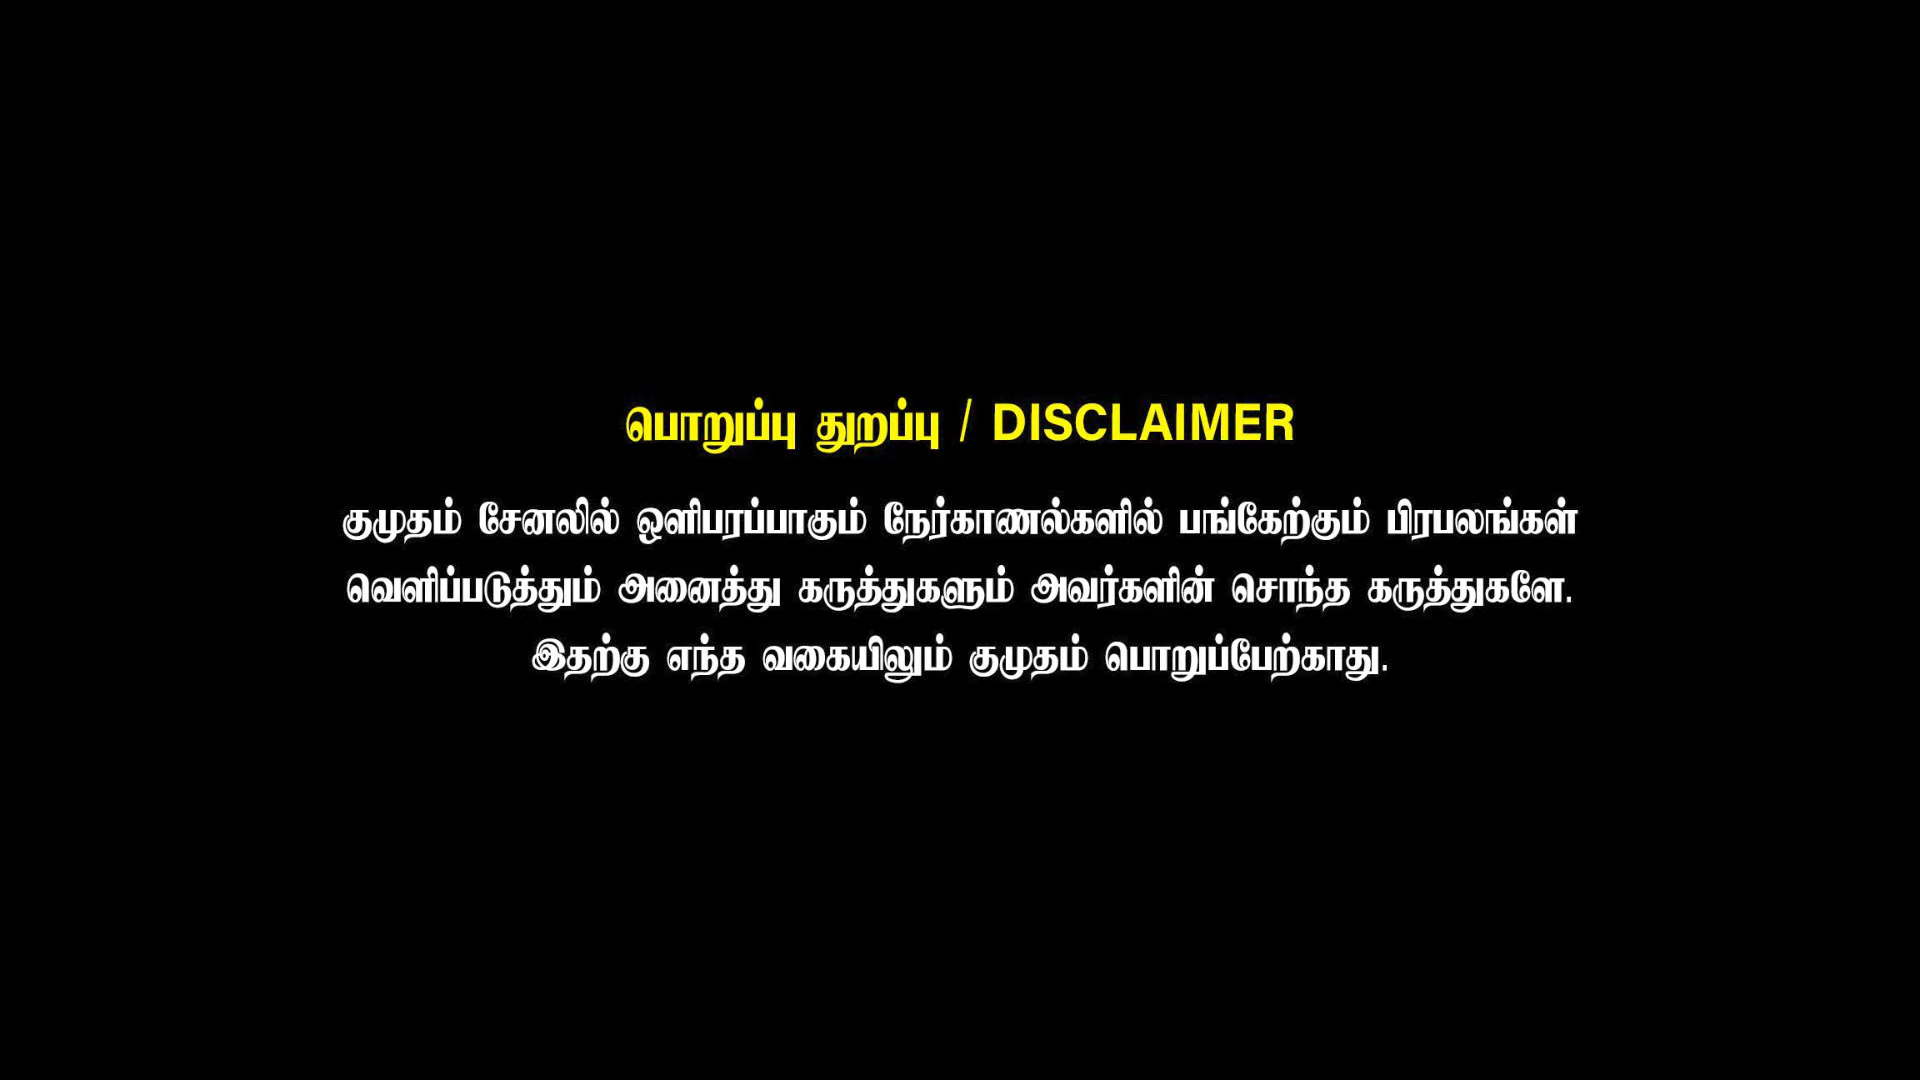 பொறுப்பு துறப்பு / DISCLAIMER
குமுதம் சேனலில் ஒளிபரப்பாகும் நேர்காணல்களில் பங்கேற்கும் பிரபலங்கள்
வெளிப்படுத்தும் அனைத்து கருத்துகளும் அவர்களின் சொந்த கருத்துகளே.
இதற்கு எந்த வகையிலும் குமுதம் பொறுப்பேற்காது.